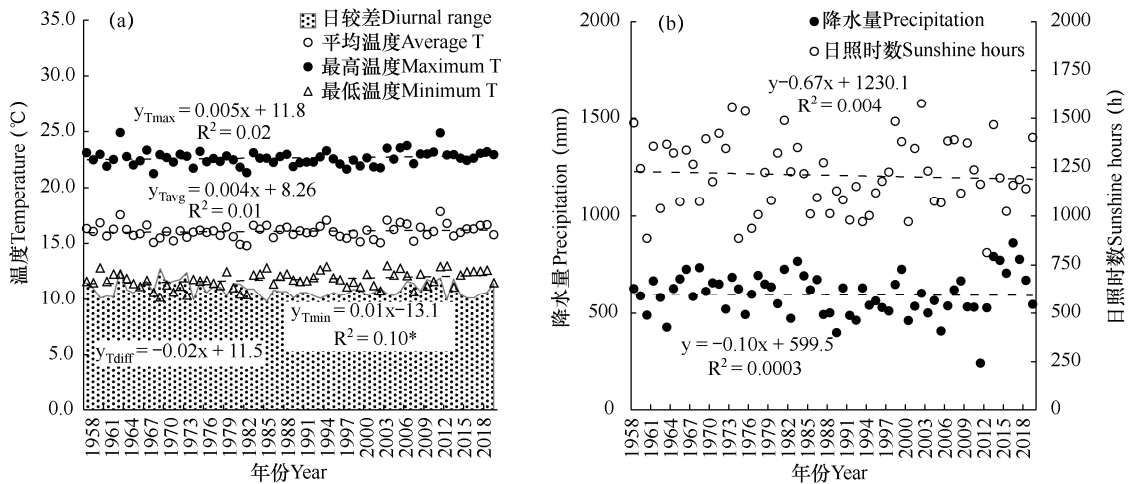 (a)
日较差Diurnal range
平均温度Average T
最高温度Maximum T
最低温度Minimum T
yTmax = 0.005x + 11.8
R² = 0.02
yTavg = 0.004x + 8.26
R² = 0.01
yTmin = 0.01x−13.1
R² = 0.10*
yTdiff = −0.02x + 11.5
温度Temperature (℃)
35.0
30.0
25.0
20.0
15.0
10.0
5.0
0.0
1958
1961
1964
1967
1970
1973
1976
1979
1982
1985
1988
1991
1994
1997
2000
2003
2006
2009
2012
2015
2018
年份Year
(b)
降水量Precipitation
日照时数Sunshine hours
y−0.67x + 1230.1
R² = 0.004
y = −0.10x + 599.5
R² = 0.0003
降水量Precipitation (mm)
2000
1500
1000
500
0
日照时数Sunshine hours (h)
2000
1750
1500
1250
1000
750
500
250
0
1958
1961
1964
1967
1970
1973
1976
1979
1982
1985
1988
1991
1994
1997
2000
2003
2006
2009
2012
2015
2018
年份Year